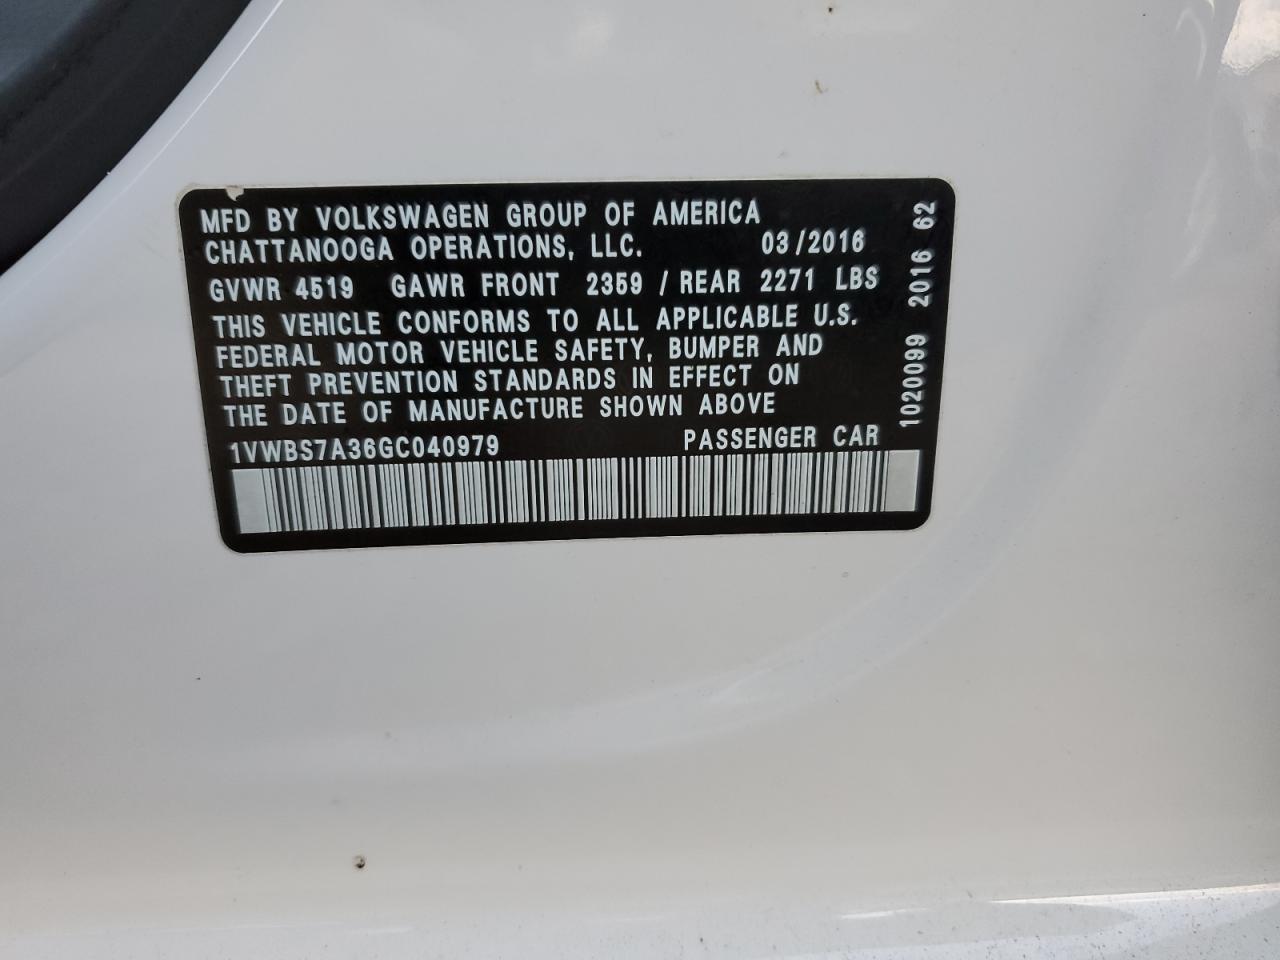 MFD BY VOLKSWAGEN GROUP OF AMERICA
CHATTANOOGA OPERATIONS, LLC. 03/2016
GVWR 4519 GAWR FRONT 2359 / REAR 2271 LBS
THIS VEHICLE CONFORMS TO ALL APPLICABLE U.S.
FEDERAL MOTOR VEHICLE SAFETY, BUMPER AND
THEFT PREVENTION STANDARDS IN EFFECT ON
THE DATE OF MANUFACTURE SHOWN ABOVE
1VWBS7A36GC040979 PASSENGER CAR
1020099 2016 62